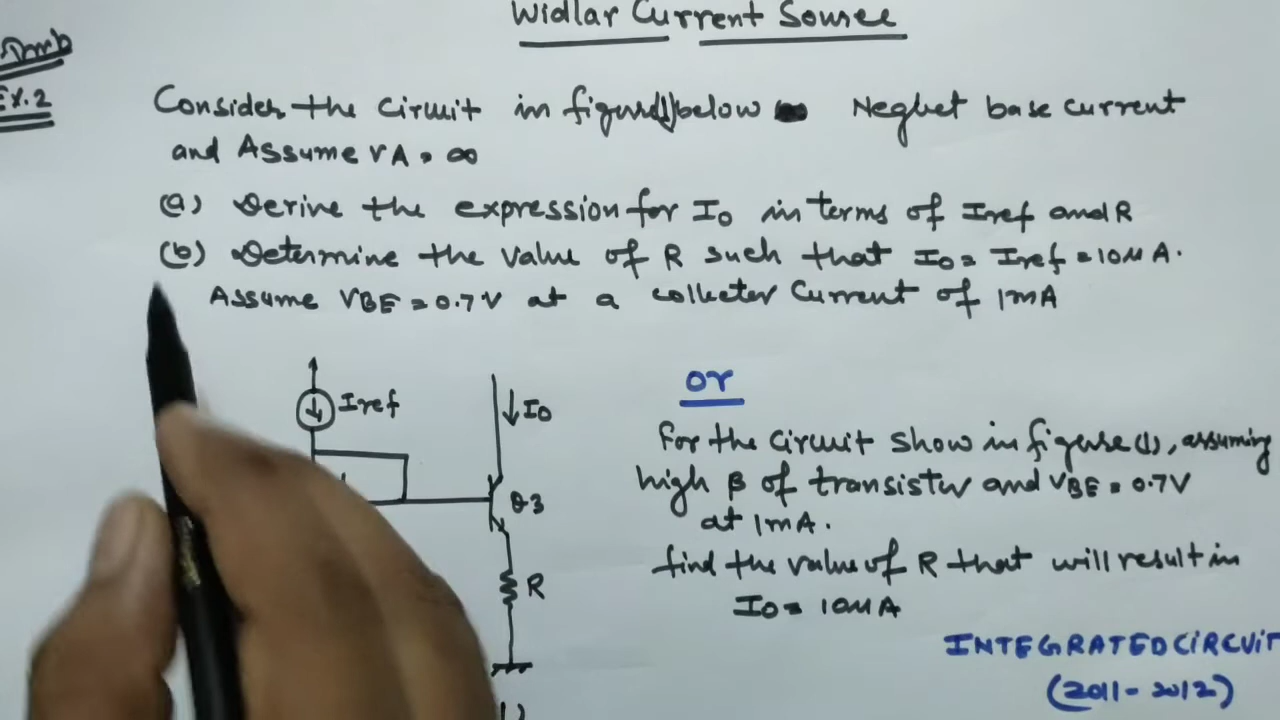 Widlar Current Source
Ex.2
Consider the circuit in figure(1) below Neglect base current
and Assume VA = ∞
(a) Derive the expression for Io in terms of Iref and R
(b) Determine the value of R such that Io = Iref = 10µA.
Assume VBE = 0.7V at a collector current of 1mA
Iref
Io
Q3
R
or
For the circuit show in figure (1), assuming
high β of transistor and VBE = 0.7V
at 1mA.
find the value of R that will result in
Io = 10µA
INTEGRATED CIRCUIT
(2011-2012)